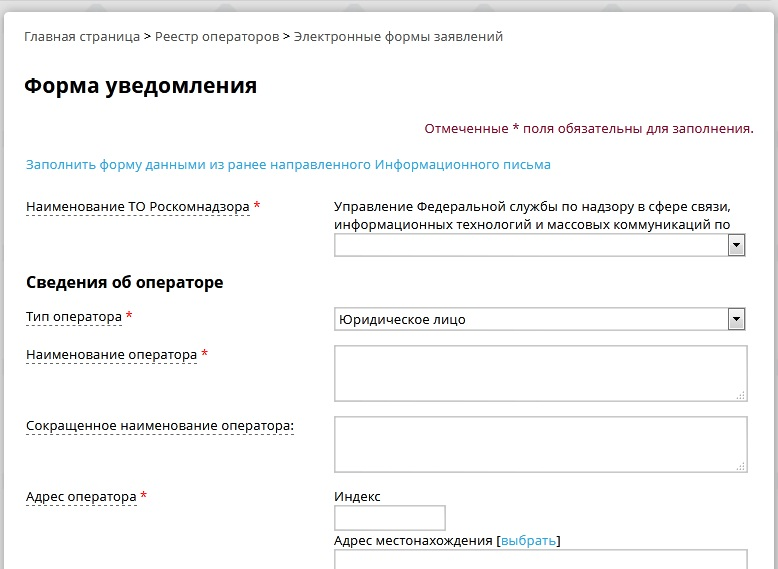 Главная страница > Реестр операторов > Электронные формы заявлений
Форма уведомления
Отмеченные * поля обязательны для заполнения.
Заполнить форму данными из ранее направленного Информационного письма
Наименование ТО Роскомнадзора *
Управление Федеральной службы по надзору в сфере связи,
информационных технологий и массовых коммуникаций по
Сведения об операторе
Тип оператора *
Юридическое лицо
Наименование оператора *
Сокращенное наименование оператора:
Адрес оператора *
Индекс
Адрес местонахождения [выбрать]